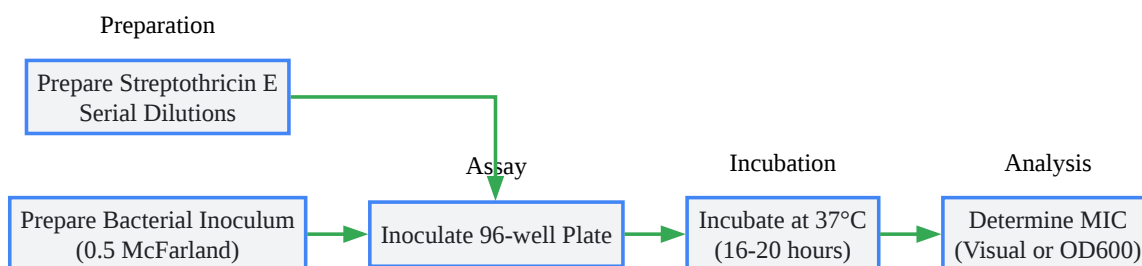 Preparation
Prepare Streptothricin E
Serial Dilutions
Assay
Incubation
Analysis
Prepare Bacterial Inoculum
(0.5 McFarland)
Inoculate 96-well Plate
Incubate at 37°C
(16-20 hours)
Determine MIC
(Visual or OD600)